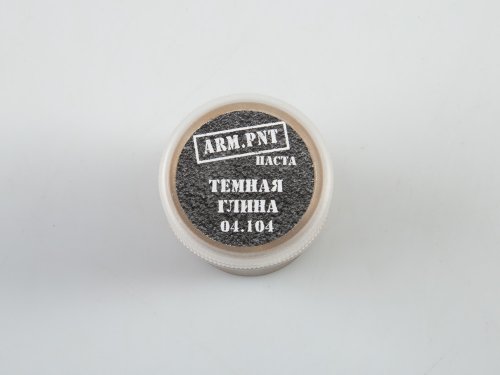 ARM.PNT
ПАСТА
ТЕМНАЯ
ГЛИНА
04.104